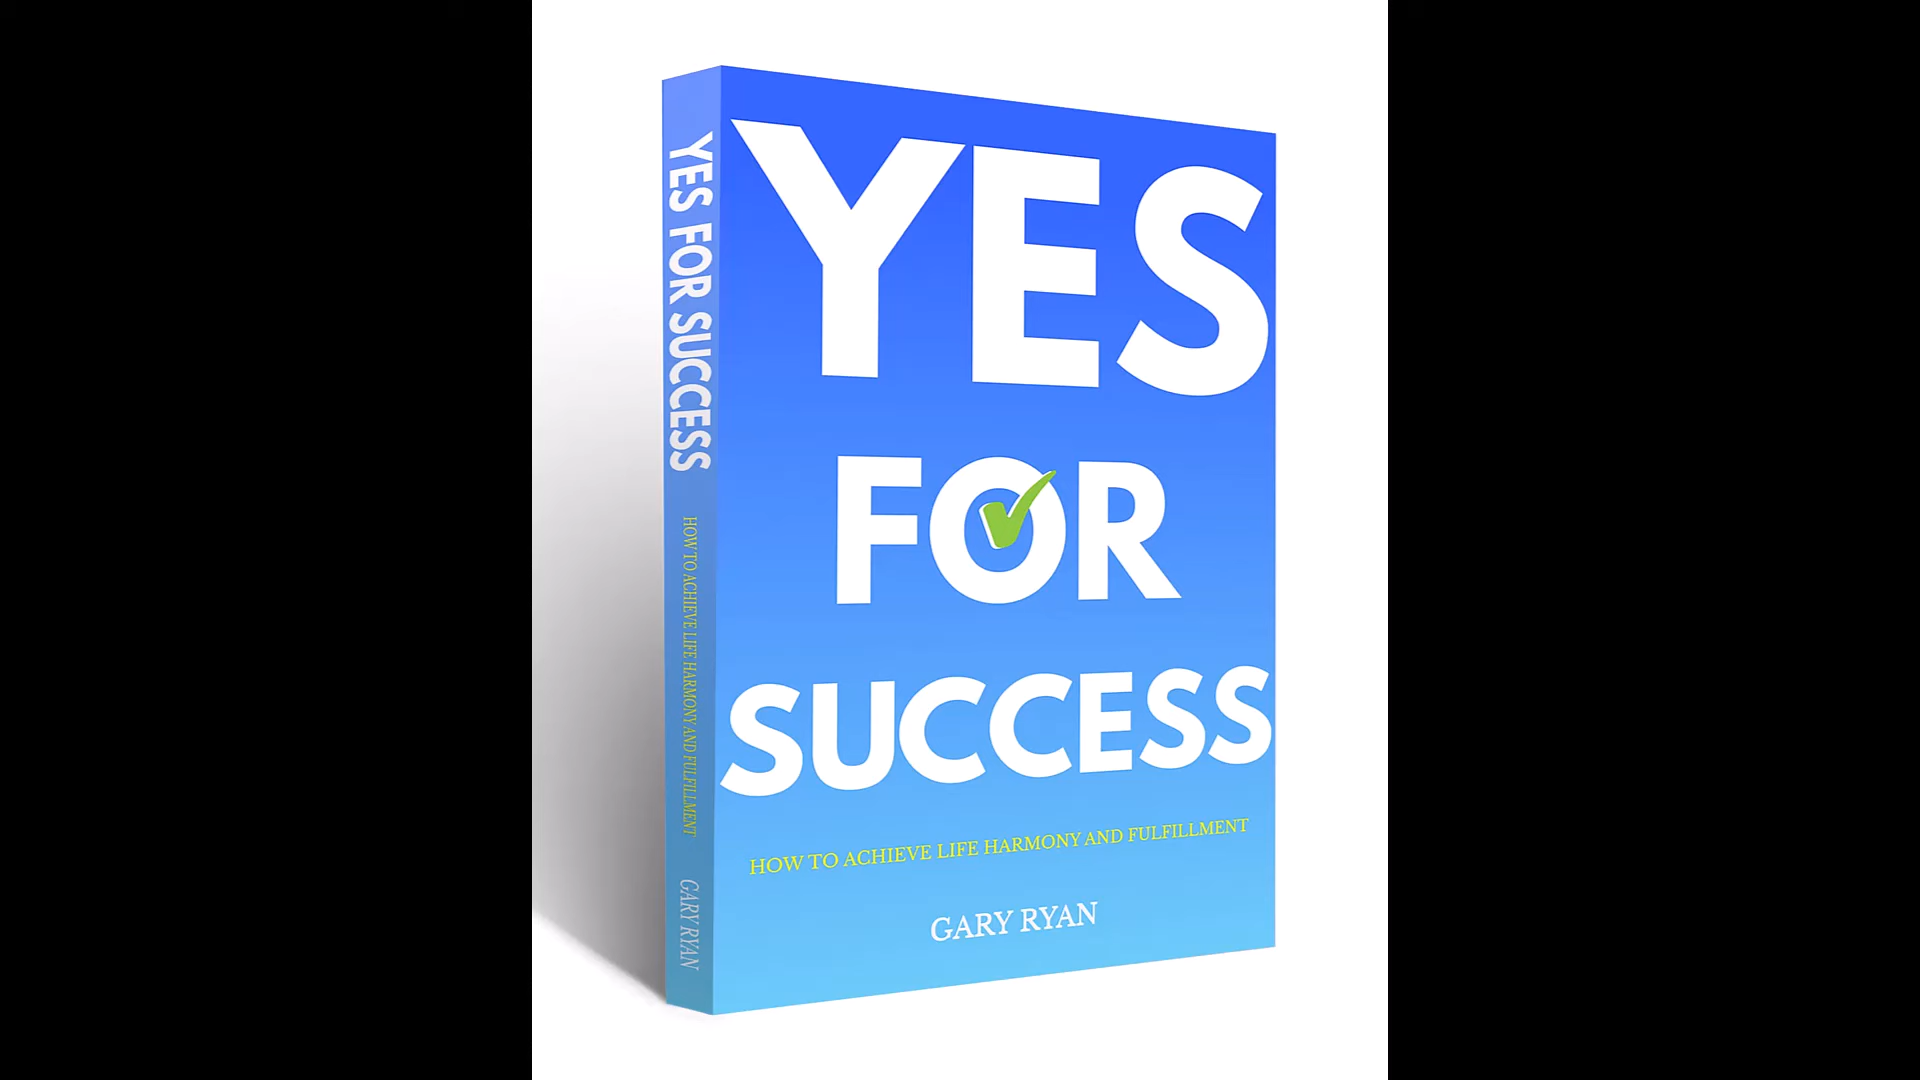 YES FOR SUCCESS
HOW TO ACHIEVE LIFE HARMONY AND FULFILLMENT
GARY RYAN
YES
FOR
SUCCESS
HOW TO ACHIEVE LIFE HARMONY AND FULFILLMENT
GARY RYAN